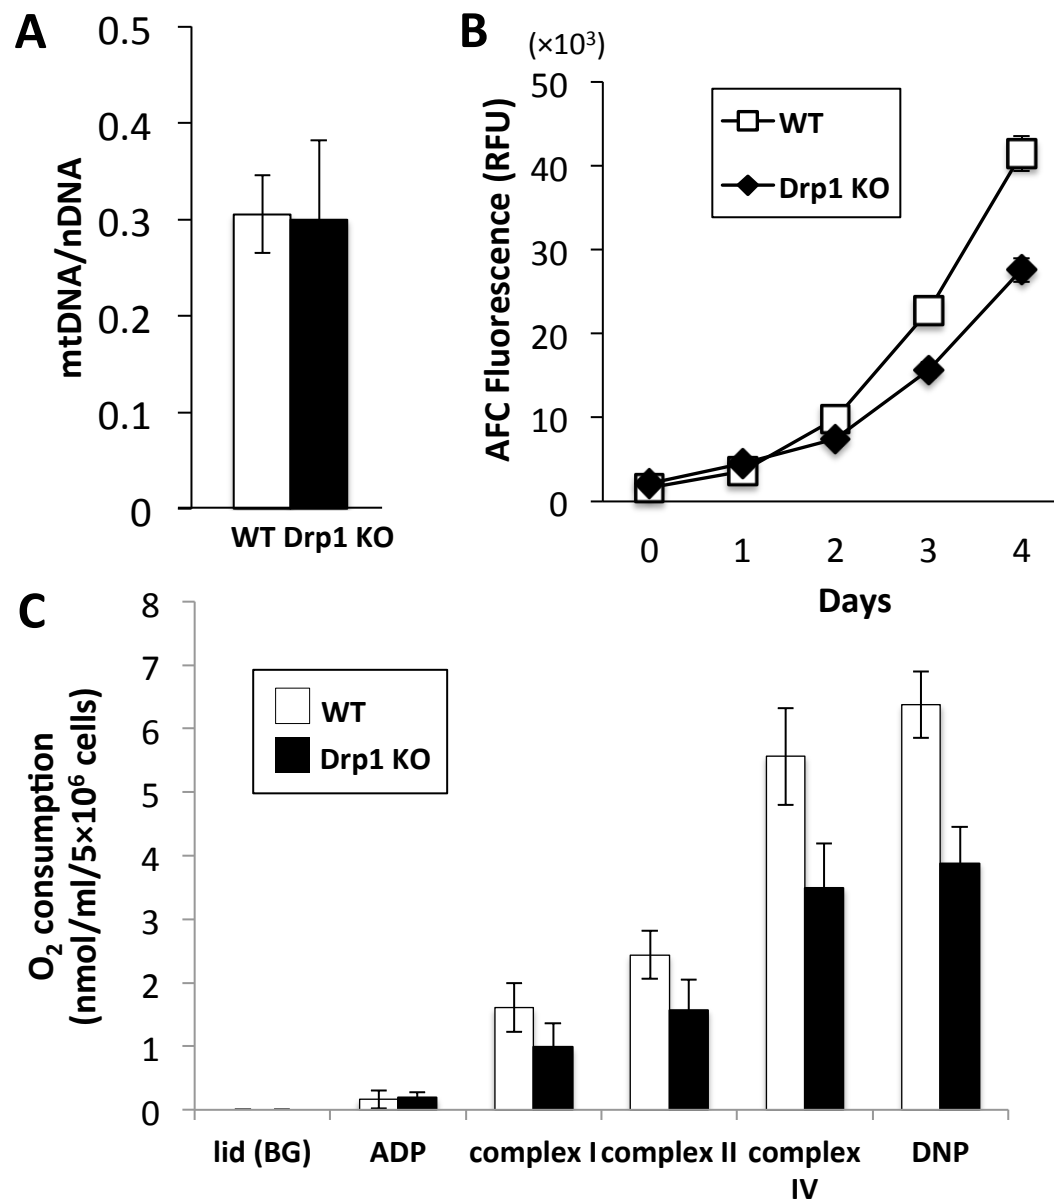 A
0.5
0.4
0.3
0.2
0.1
0
mtDNA/nDNA
WT Drp1 KO
B
(×10³)
50
40
30
20
10
0
AFC Fluorescence (RFU)
WT
Drp1 KO
0 1 2 3 4
Days
C
8
7
6
5
4
3
2
1
0
O₂ consumption
(nmol/ml/5×10⁶ cells)
WT
Drp1 KO
lid (BG) ADP complex I complex II complex DNP
IV